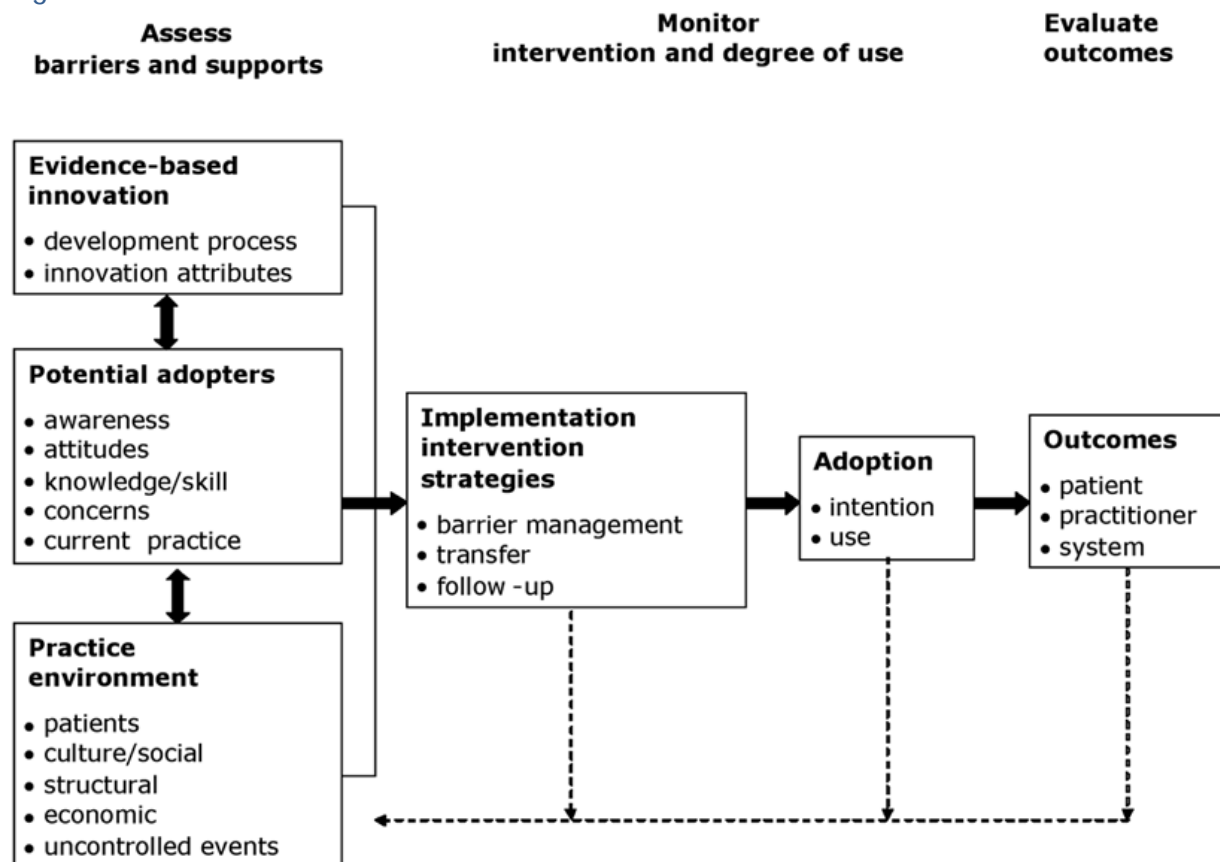 Assess
barriers and supports
Monitor
intervention and degree of use
Evaluate
outcomes
Evidence-based
innovation
• development process
• innovation attributes
Potential adopters
• awareness
• attitudes
• knowledge/skill
• concerns
• current practice
Practice
environment
• patients
• culture/social
• structural
• economic
• uncontrolled events
Implementation
intervention
strategies
• barrier management
• transfer
• follow -up
Adoption
• intention
• use
Outcomes
• patient
• practitioner
• system